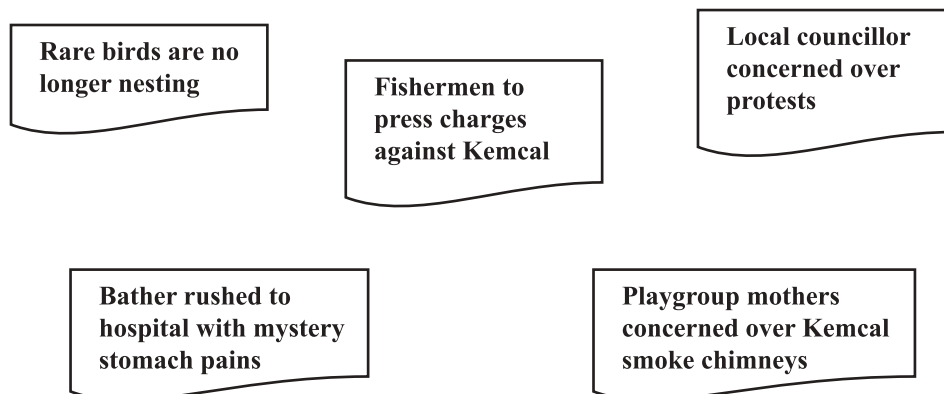 Rare birds are no
longer nesting
Fishermen to
press charges
against Kemcal
Local councillor
concerned over
protests
Bather rushed to
hospital with mystery
stomach pains
Playgroup mothers
concerned over Kemcal
smoke chimneys